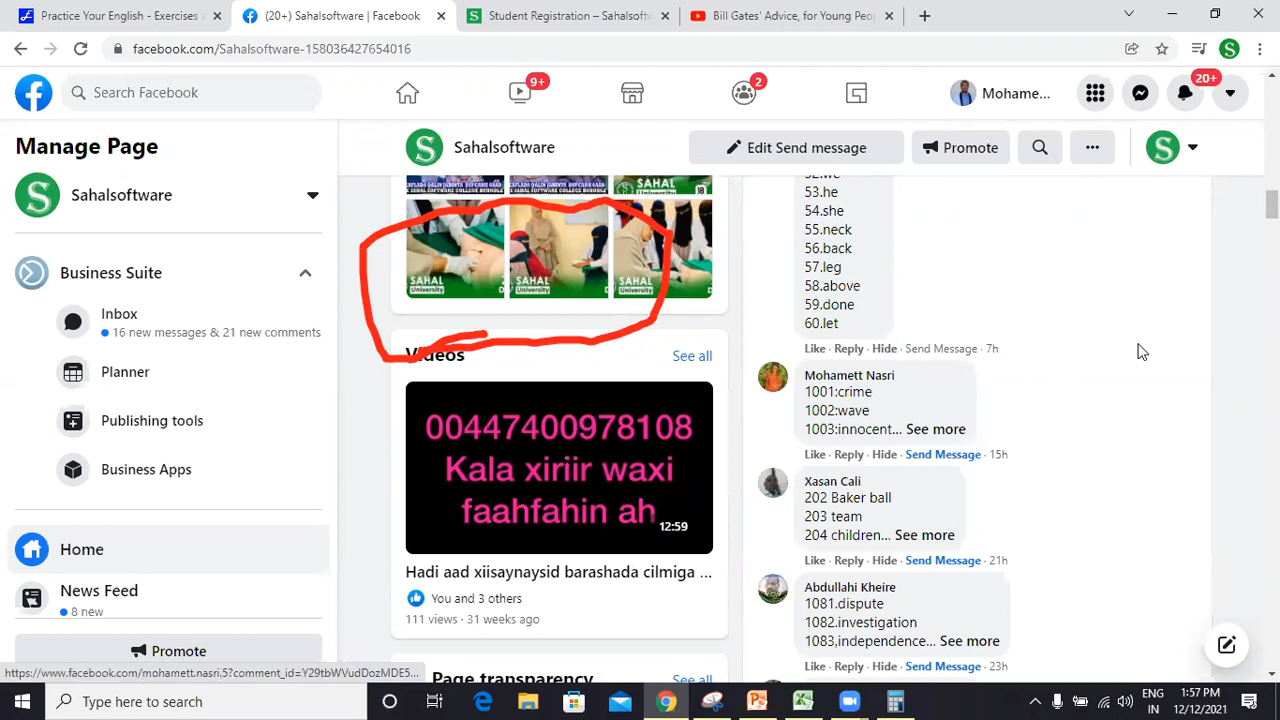 Practice Your English - Exercises E
(20+) Sahalsoftware | Facebook
Student Registration – Sahalsoftw
Bill Gates' Advice, for Young Peo
facebook.com/Sahalsoftware-158036427654016
Search Facebook
9+
2
Mohame...
20+
Manage Page
Sahalsoftware
Business Suite
Inbox
16 new messages & 21 new comments
Planner
Publishing tools
Business Apps
Home
News Feed
8 new
Promote
https://www.facebook.com/mohamett.nasri.5?comment_id=Y29tbWVudDozMDE5...
S Sahalsoftware
Edit Send message
Promote
SAHAL
18
SAHAL
University
SAHAL
University
SAHAL
University
Videos
See all
00447400978108
Kala xiriir waxi
faahfahin ah
12:59
Hadi aad xiisaynaysid barashada cilmiga ...
You and 3 others
111 views · 31 weeks ago
Page transparency
See all
53.he
54.she
55.neck
56.back
57.leg
58.above
59.done
60.let
Like · Reply · Hide · Send Message · 7h
Mohamett Nasri
1001:crime
1002:wave
1003:innocent... See more
Like · Reply · Hide · Send Message · 15h
Xasan Cali
202 Baker ball
203 team
204 children... See more
Like · Reply · Hide · Send Message · 21h
Abdullahi Kheire
1081.dispute
1082.investigation
1083,independence... See more
Like · Reply · Hide · Send Message · 23h
Type here to search
ENG
IN
1:57 PM
12/12/2021